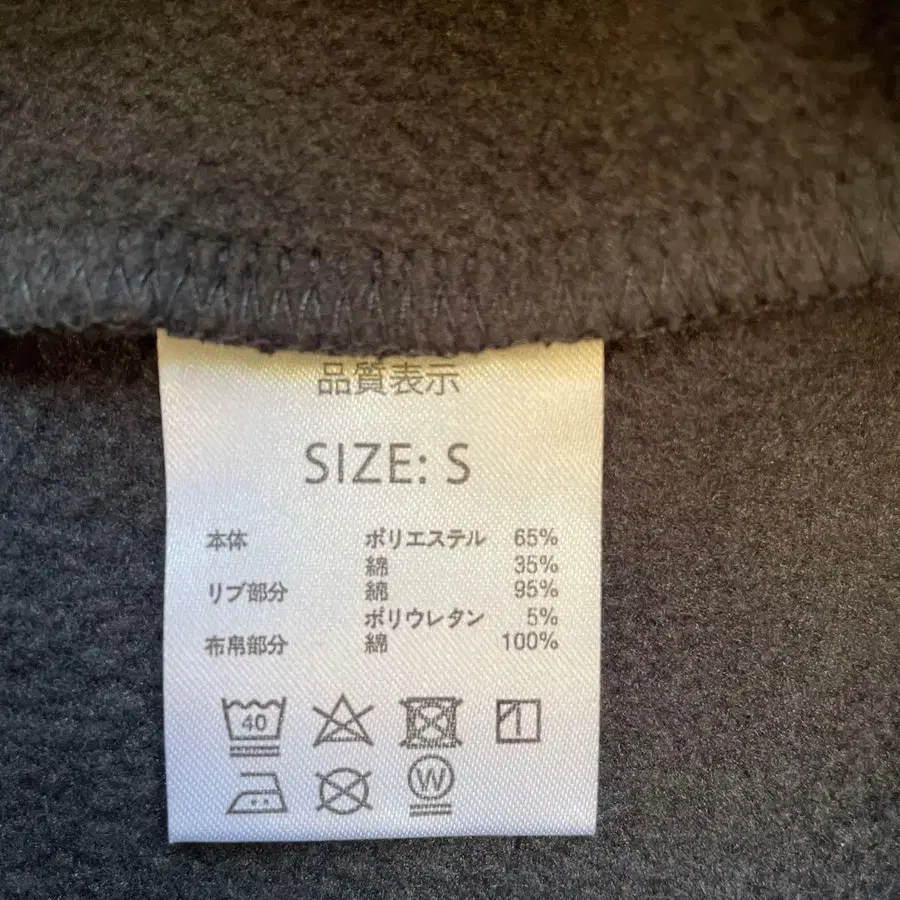 品質表示
SIZE: S
本体 ポリエステル 65%
綿 35%
リブ部分 綿 95%
ポリウレタン 5%
布帛部分 綿 100%
40
W